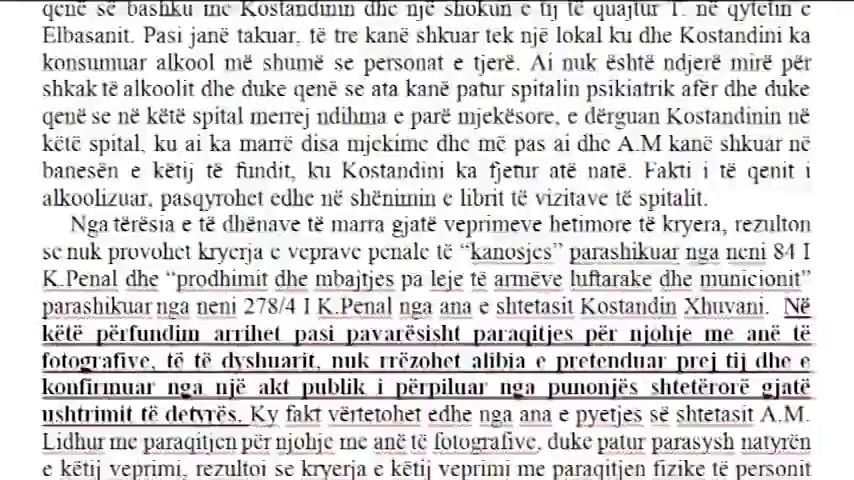 qenë së bashku me Kostandinin dhe një shokun e tij të quajtur T. në qytetin e
Elbasanit. Pasi janë takuar, të tre kanë shkuar tek një lokal ku dhe Kostandini ka
konsumuar alkool më shumë se personat e tjerë. Ai nuk është ndjerë mirë për
shkak të alkoolit dhe duke qenë se ata kanë patur spitalin psikiatrik afër dhe duke
qenë se në këtë spital merrej ndihma e parë mjekësore, e dërguan Kostandinin në
këtë spital, ku ai ka marrë disa mjekime dhe më pas ai dhe A.M kanë shkuar në
banesën e këtij të fundit, ku Kostandini ka fjetur atë natë. Fakti i të qenit i
alkoolizuar, pasqyrohet edhe në shënimin e librit të vizitave të spitalit.
Nga tërësia e të dhënave të marra gjatë veprimeve hetimore të kryera, rezulton
se nuk provohet kryerja e veprave penale të “kanosjes” parashikuar nga neni 84 I
K.Penal dhe “prodhimit dhe mbajtjes pa leje të armëve luftarake dhe municionit”
parashikuar nga neni 278/4 I K.Penal nga ana e shtetasit Kostandin Xhuvani. Në
këtë përfundim arrihet pasi pavarësisht paraqitjes për njohje me anë të
fotografive, të të dyshuarit, nuk rrëzohet alibia e pretenduar prej tij dhe e
konfirmuar nga një akt publik i përpiluar nga punonjës shtetërorë gjatë
ushtrimit të detyrës. Ky fakt vërtetohet edhe nga ana e pyetjes së shtetasit A.M.
Lidhur me paraqitjen për njohje me anë të fotografive, duke patur parasysh natyrën
e këtij veprimi, rezultoi se kryerja e këtij veprimi me paraqitjen fizike të personit